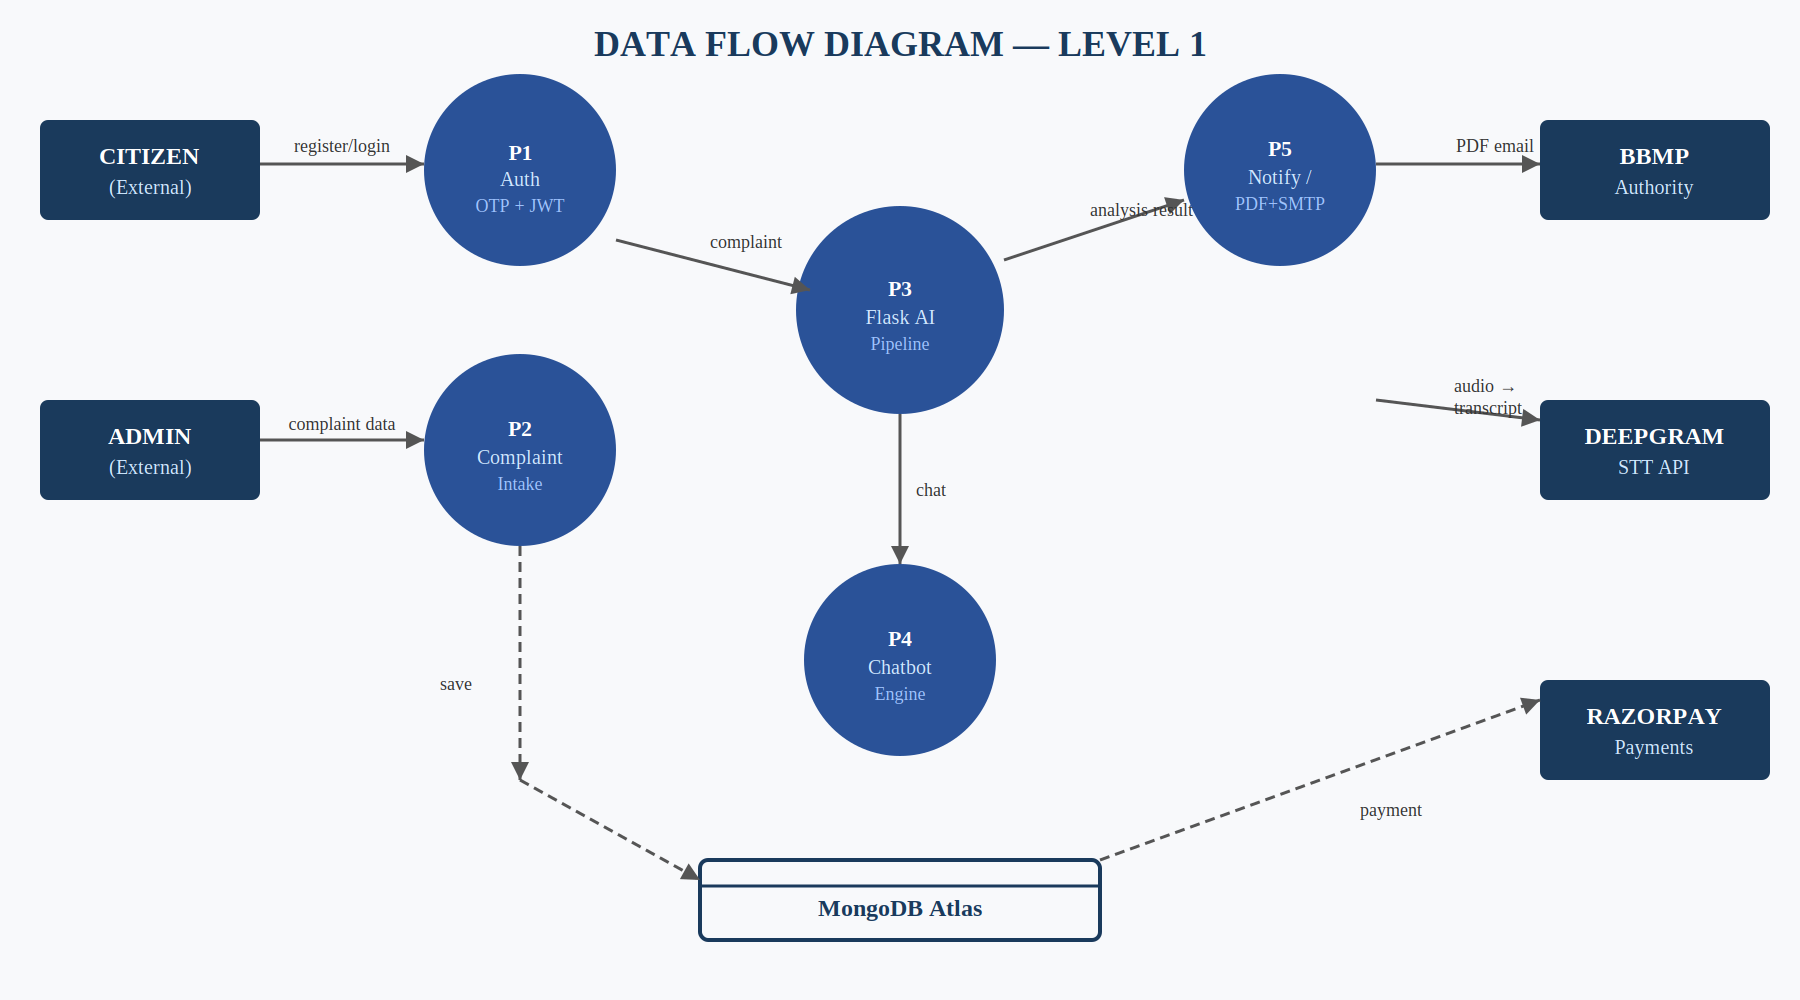 DATA FLOW DIAGRAM — LEVEL 1
CITIZEN
(External)
register/login
P1
Auth
OTP + JWT
complaint
P3
Flask AI
Pipeline
analysis result
P5
Notify /
PDF+SMTP
PDF email
BBMP
Authority
ADMIN
(External)
complaint data
P2
Complaint
Intake
audio →
transcript
DEEPGRAM
STT API
chat
P4
Chatbot
Engine
save
RAZORPAY
Payments
payment
MongoDB Atlas